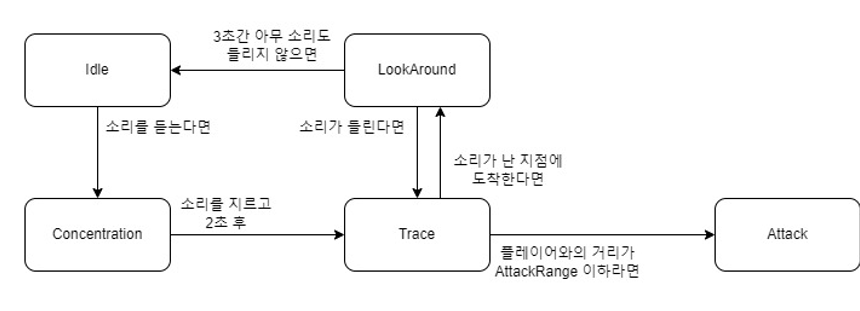 3초간 아무 소리도
들리지 않으면
Idle
LookAround
소리를 듣는다면
소리가 들린다면
소리가 난 지점에
도착한다면
소리를 지르고
2초 후
Concentration
Trace
Attack
플레이어와의 거리가
AttackRange 이하라면